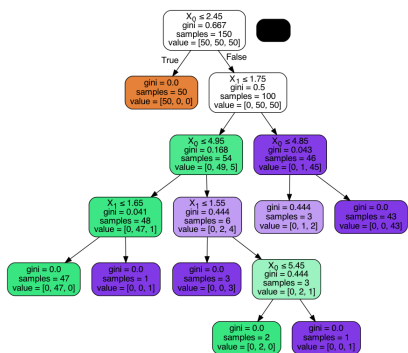 X₀ ≤ 2.45
gini = 0.667
samples = 150
value = [50, 50, 50]
True
False
gini = 0.0
samples = 50
value = [50, 0, 0]
X₁ ≤ 1.75
gini = 0.5
samples = 100
value = [0, 50, 50]
X₀ ≤ 4.95
gini = 0.168
samples = 54
value = [0, 49, 5]
X₀ ≤ 4.85
gini = 0.043
samples = 46
value = [0, 1, 45]
X₁ ≤ 1.65
gini = 0.041
samples = 48
value = [0, 47, 1]
X₁ ≤ 1.55
gini = 0.444
samples = 6
value = [0, 2, 4]
gini = 0.444
samples = 3
value = [0, 1, 2]
gini = 0.0
samples = 43
value = [0, 0, 43]
gini = 0.0
samples = 47
value = [0, 47, 0]
gini = 0.0
samples = 1
value = [0, 0, 1]
gini = 0.0
samples = 3
value = [0, 0, 3]
X₀ ≤ 5.45
gini = 0.444
samples = 3
value = [0, 2, 1]
gini = 0.0
samples = 2
value = [0, 2, 0]
gini = 0.0
samples = 1
value = [0, 0, 1]